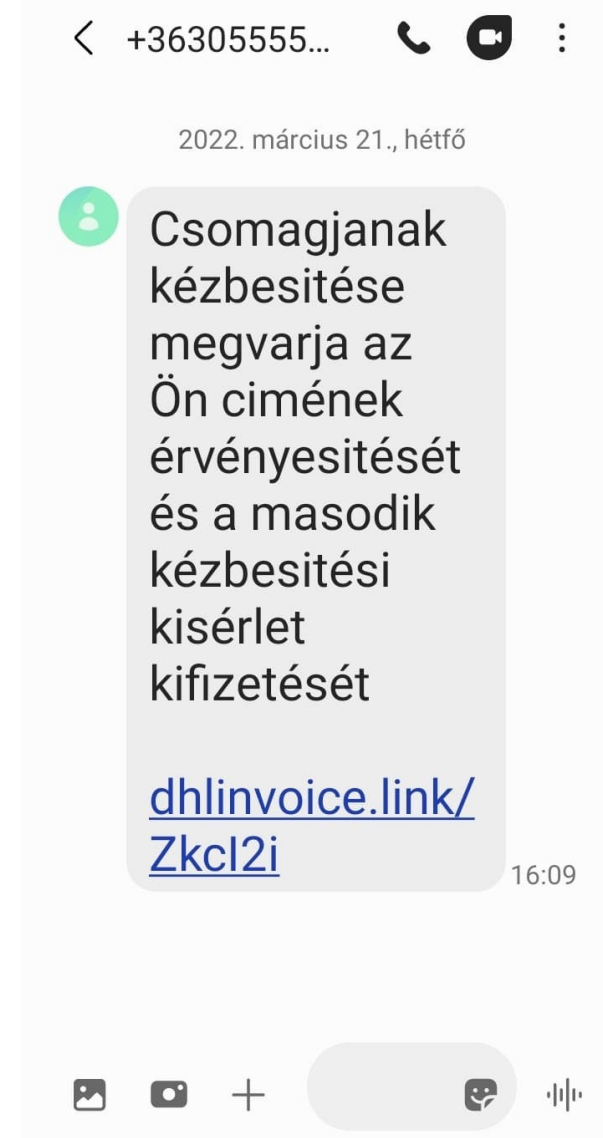 +36305555...
2022. március 21., hétfő
Csomagjanak
kézbesitése
megvarja az
Ön cimének
érvényesitését
és a masodik
kézbesitési
kisérlet
kifizetését
dhlinvoice.link/
ZkcI2i
16:09